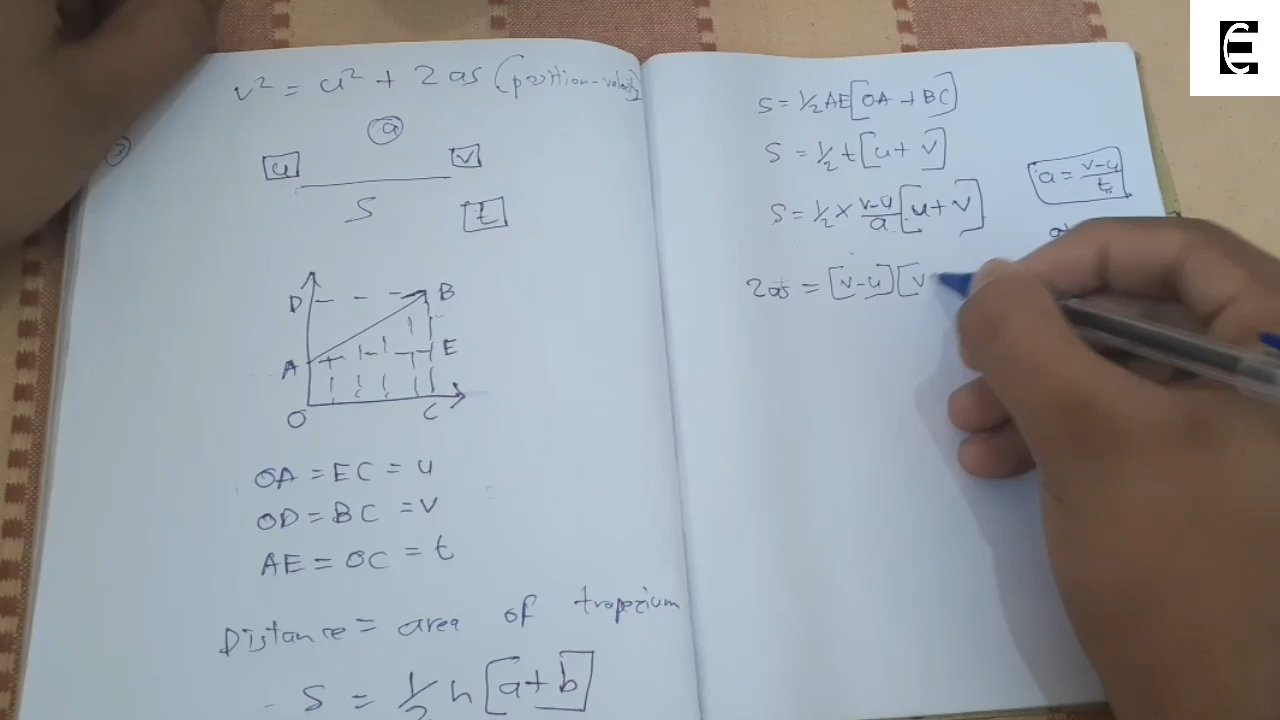 v² = u² + 2as (position-velocity
3
a
u
v
S
t
D
B
A
E
O
C
OA = EC = u
OD = BC = v
AE = OC = t
Distance = area of trapezium
S = 1/2 h [a+b]
S = 1/2 AE [OA + BC]
S = 1/2 t [u + v]
S = 1/2 × v-u/a [u + v]
a = v-u/t
2as = [v-u] [v
E